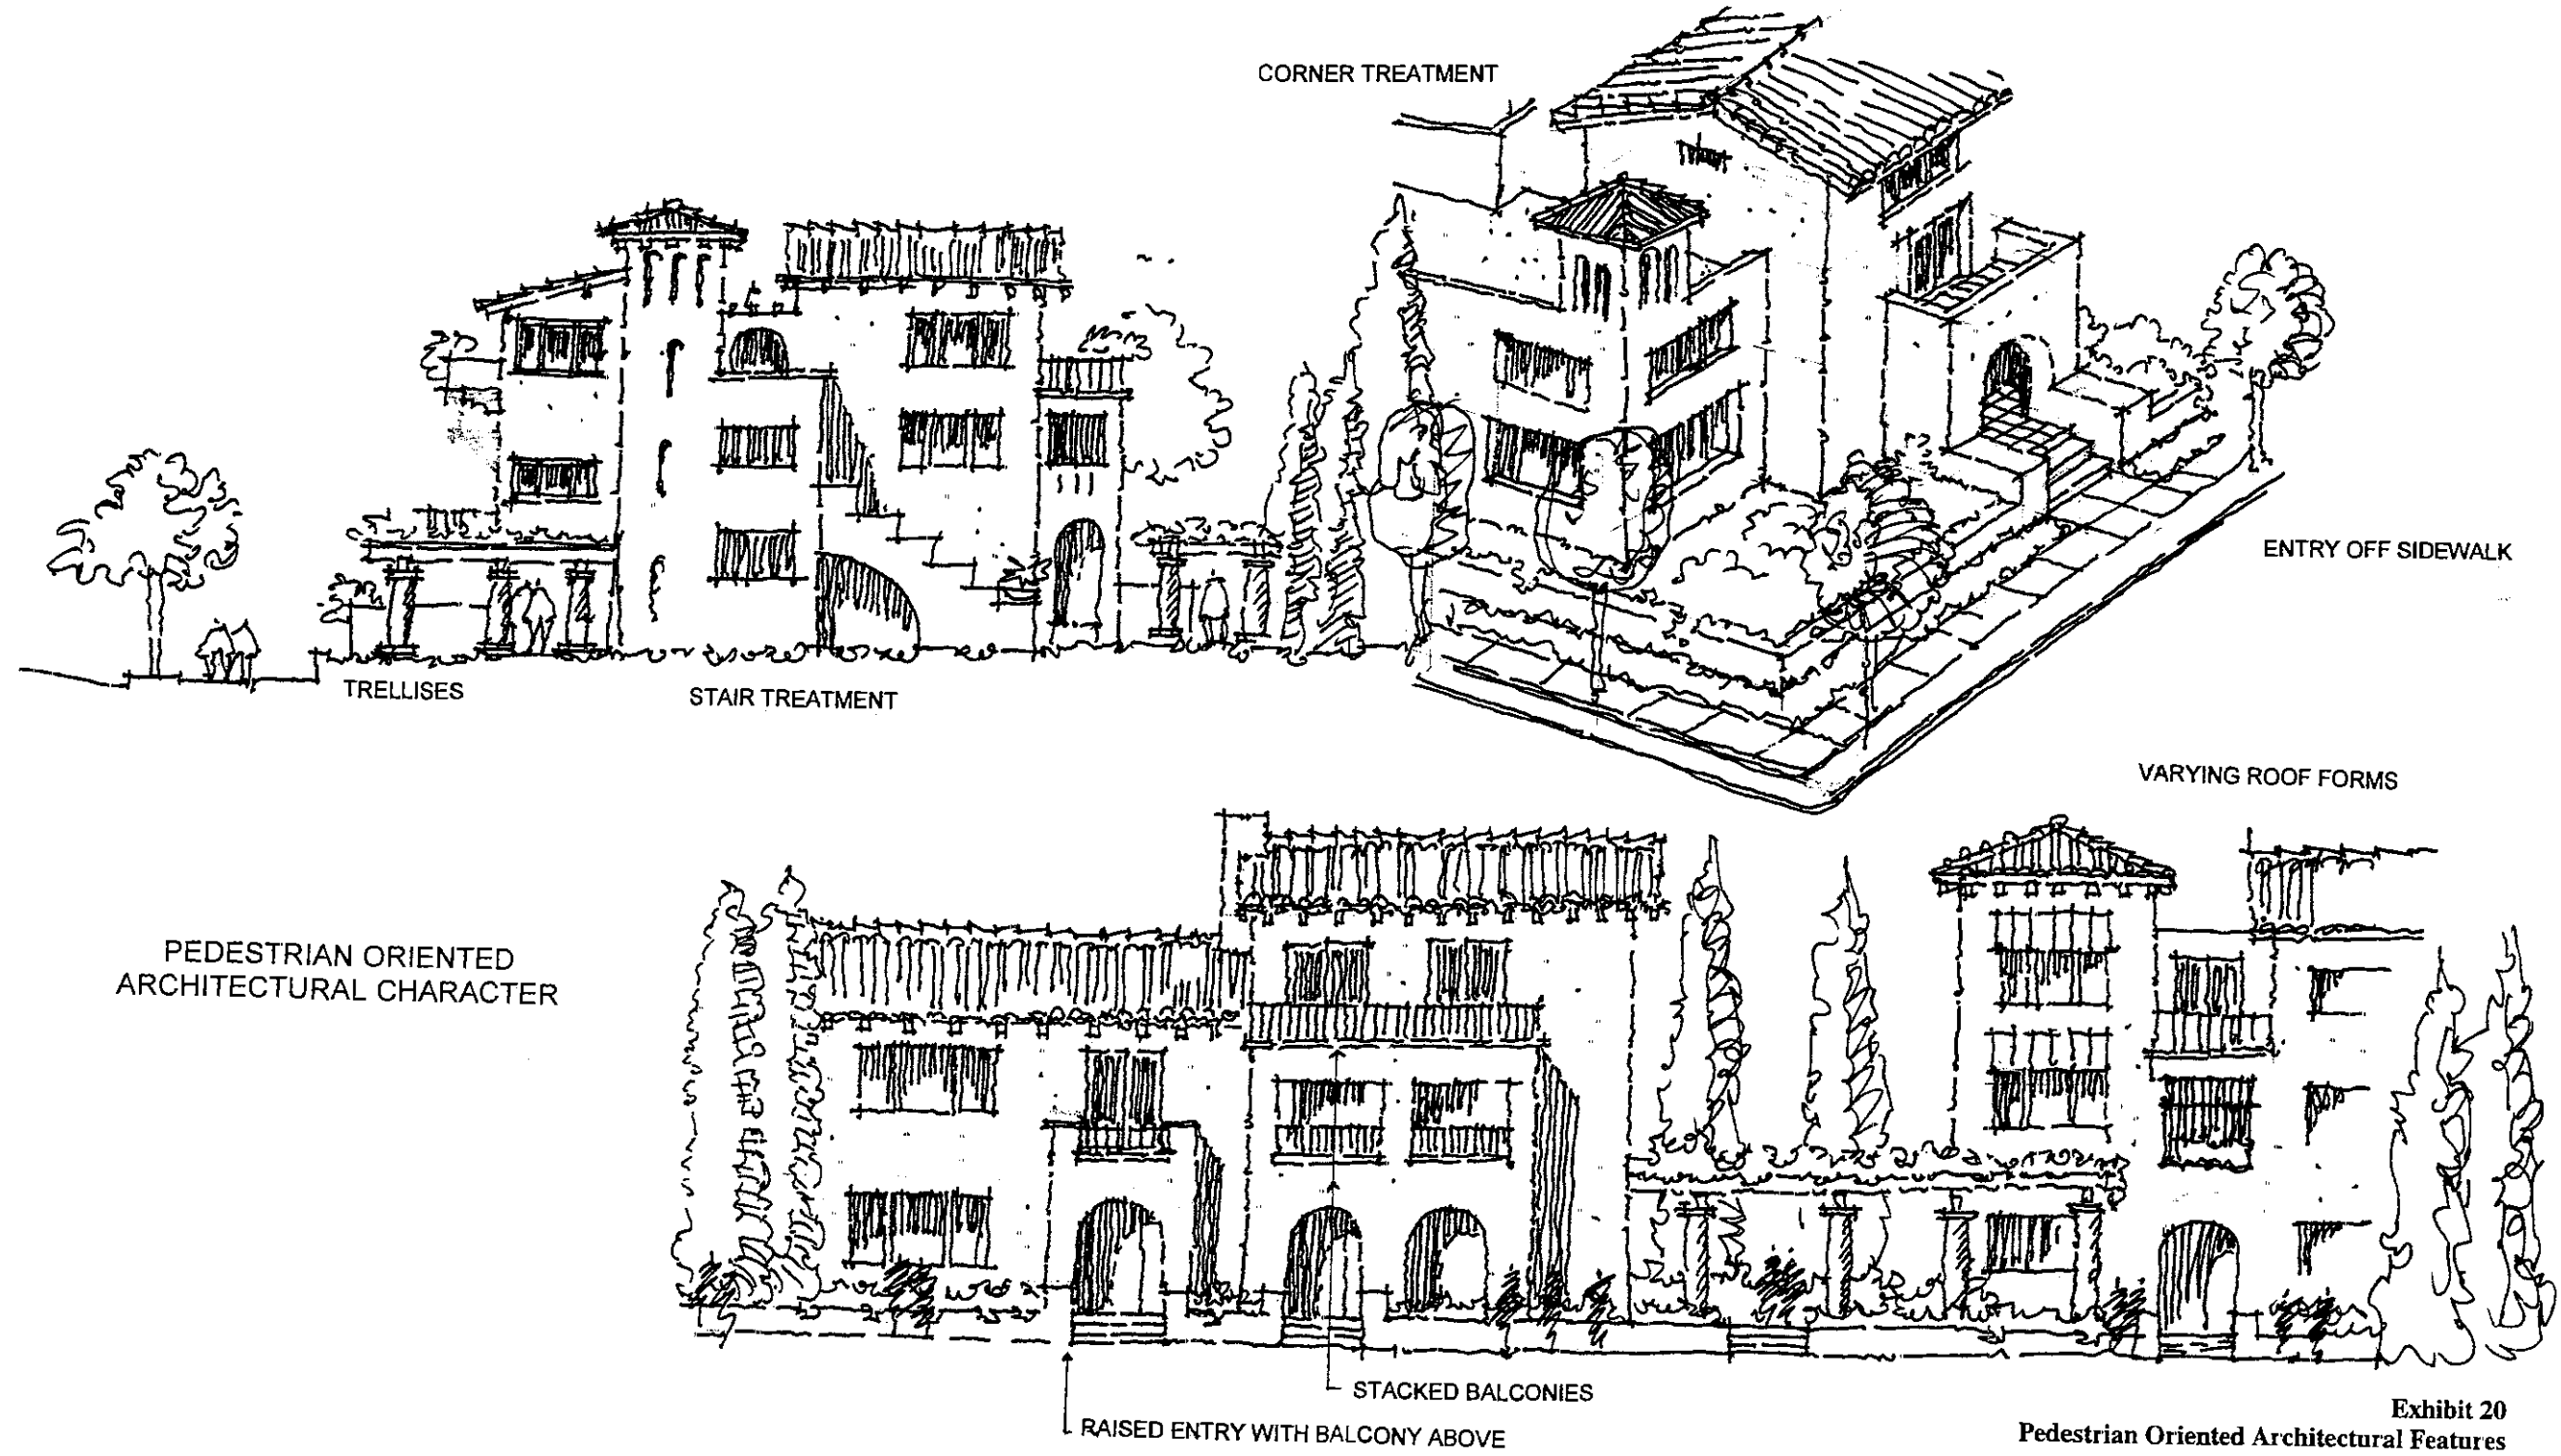 CORNER TREATMENT
ENTRY OFF SIDEWALK
TRELLISES
STAIR TREATMENT
VARYING ROOF FORMS
PEDESTRIAN ORIENTED
ARCHITECTURAL CHARACTER
STACKED BALCONIES
RAISED ENTRY WITH BALCONY ABOVE
Exhibit 20
Pedestrian Oriented Architectural Features